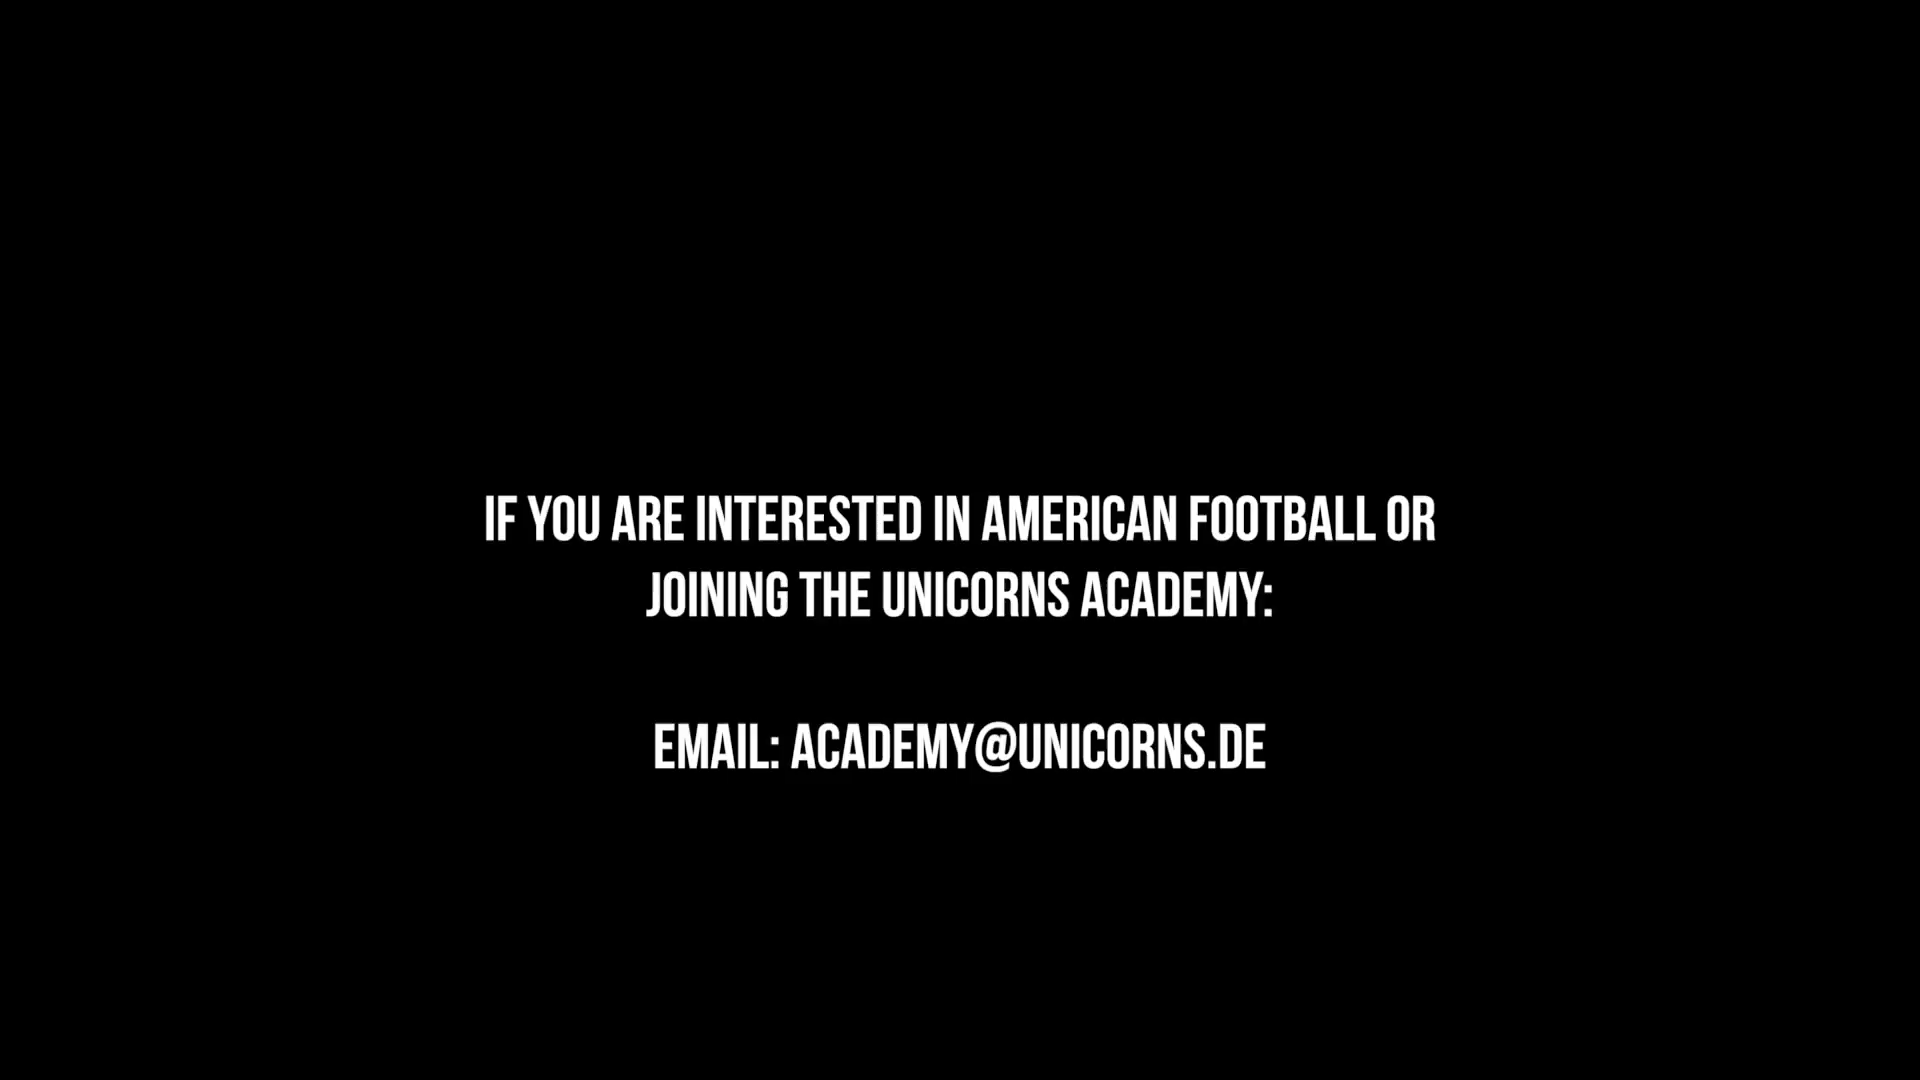 IF YOU ARE INTERESTED IN AMERICAN FOOTBALL OR
JOINING THE UNICORNS ACADEMY:
EMAIL: ACADEMY@UNICORNS.DE